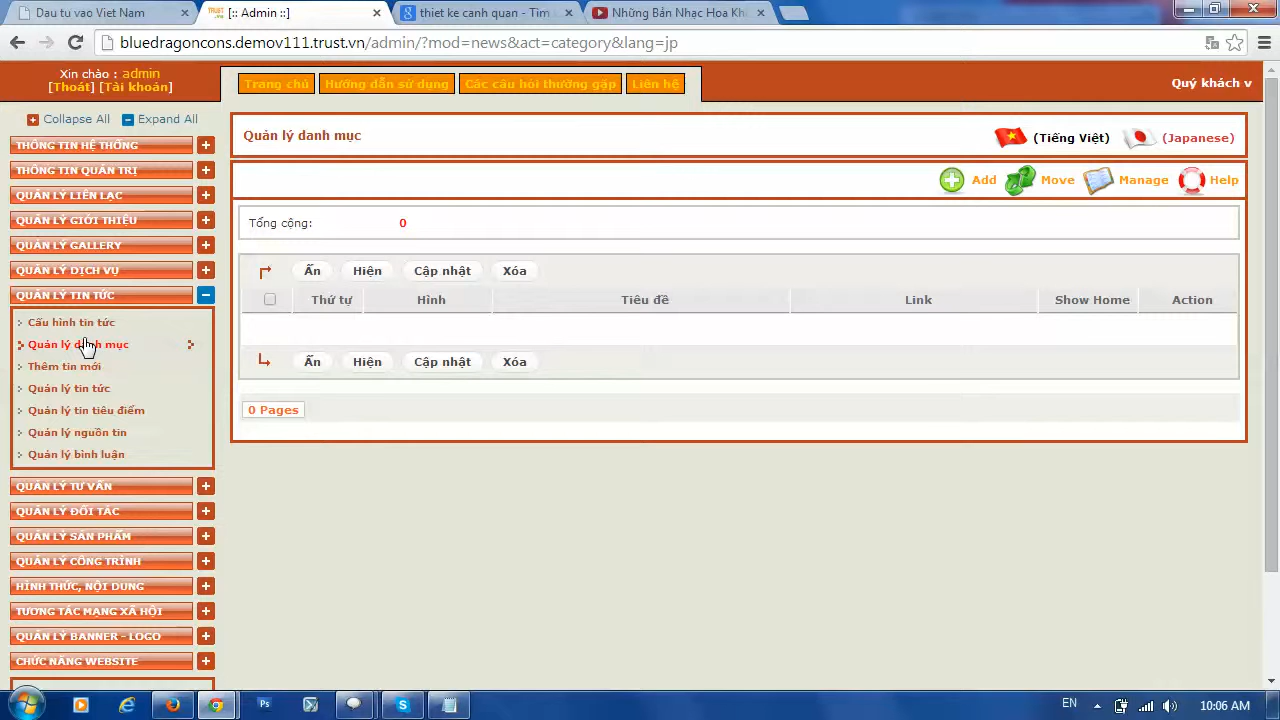 Dau tu vao Viet Nam
[:: Admin ::]
thiet ke canh quan - Tìm
Những Bản Nhạc Hoa Kh
bluedragoncons.demov111.trust.vn/admin/?mod=news&act=category&lang=jp
Xin chào : admin
[Thoát] [Tài khoản]
Trang chủ
Hướng dẫn sử dụng
Các câu hỏi thường gặp
Liên hệ
Quý khách v
Collapse All
Expand All
THÔNG TIN HỆ THỐNG
THÔNG TIN QUẢN TRỊ
QUẢN LÝ LIÊN LẠC
QUẢN LÝ GIỚI THIỆU
QUẢN LÝ GALLERY
QUẢN LÝ DỊCH VỤ
QUẢN LÝ TIN TỨC
Cấu hình tin tức
Quản lý danh mục
Thêm tin mới
Quản lý tin tức
Quản lý tin tiêu điểm
Quản lý nguồn tin
Quản lý bình luận
QUẢN LÝ TƯ VẤN
QUẢN LÝ ĐỐI TÁC
QUẢN LÝ SẢN PHẨM
QUẢN LÝ CÔNG TRÌNH
HÌNH THỨC, NỘI DUNG
TƯƠNG TÁC MẠNG XÃ HỘI
QUẢN LÝ BANNER - LOGO
CHỨC NĂNG WEBSITE
Quản lý danh mục
(Tiếng Việt)
(Japanese)
Add
Move
Manage
Help
Tổng cộng: 0
Ẩn Hiện Cập nhật Xóa
Thứ tự Hình Tiêu đề Link Show Home Action
Ẩn Hiện Cập nhật Xóa
0 Pages
EN
10:06 AM